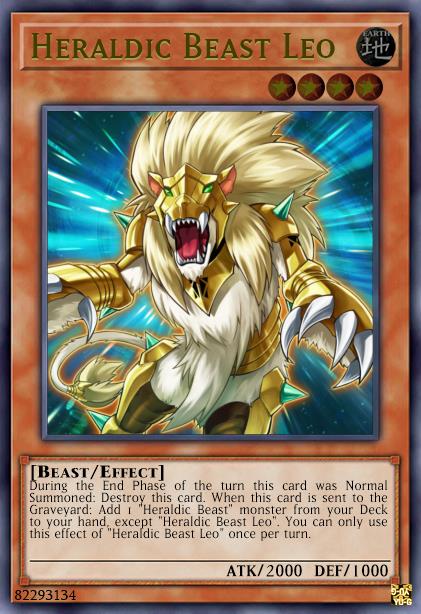 Heraldic Beast Leo
EARTH
地
[Beast/Effect]
During the End Phase of the turn this card was Normal
Summoned: Destroy this card. When this card is sent to the
Graveyard: Add 1 "Heraldic Beast" monster from your Deck
to your hand, except "Heraldic Beast Leo". You can only use
this effect of "Heraldic Beast Leo" once per turn.
ATK/2000 DEF/1000
82293134